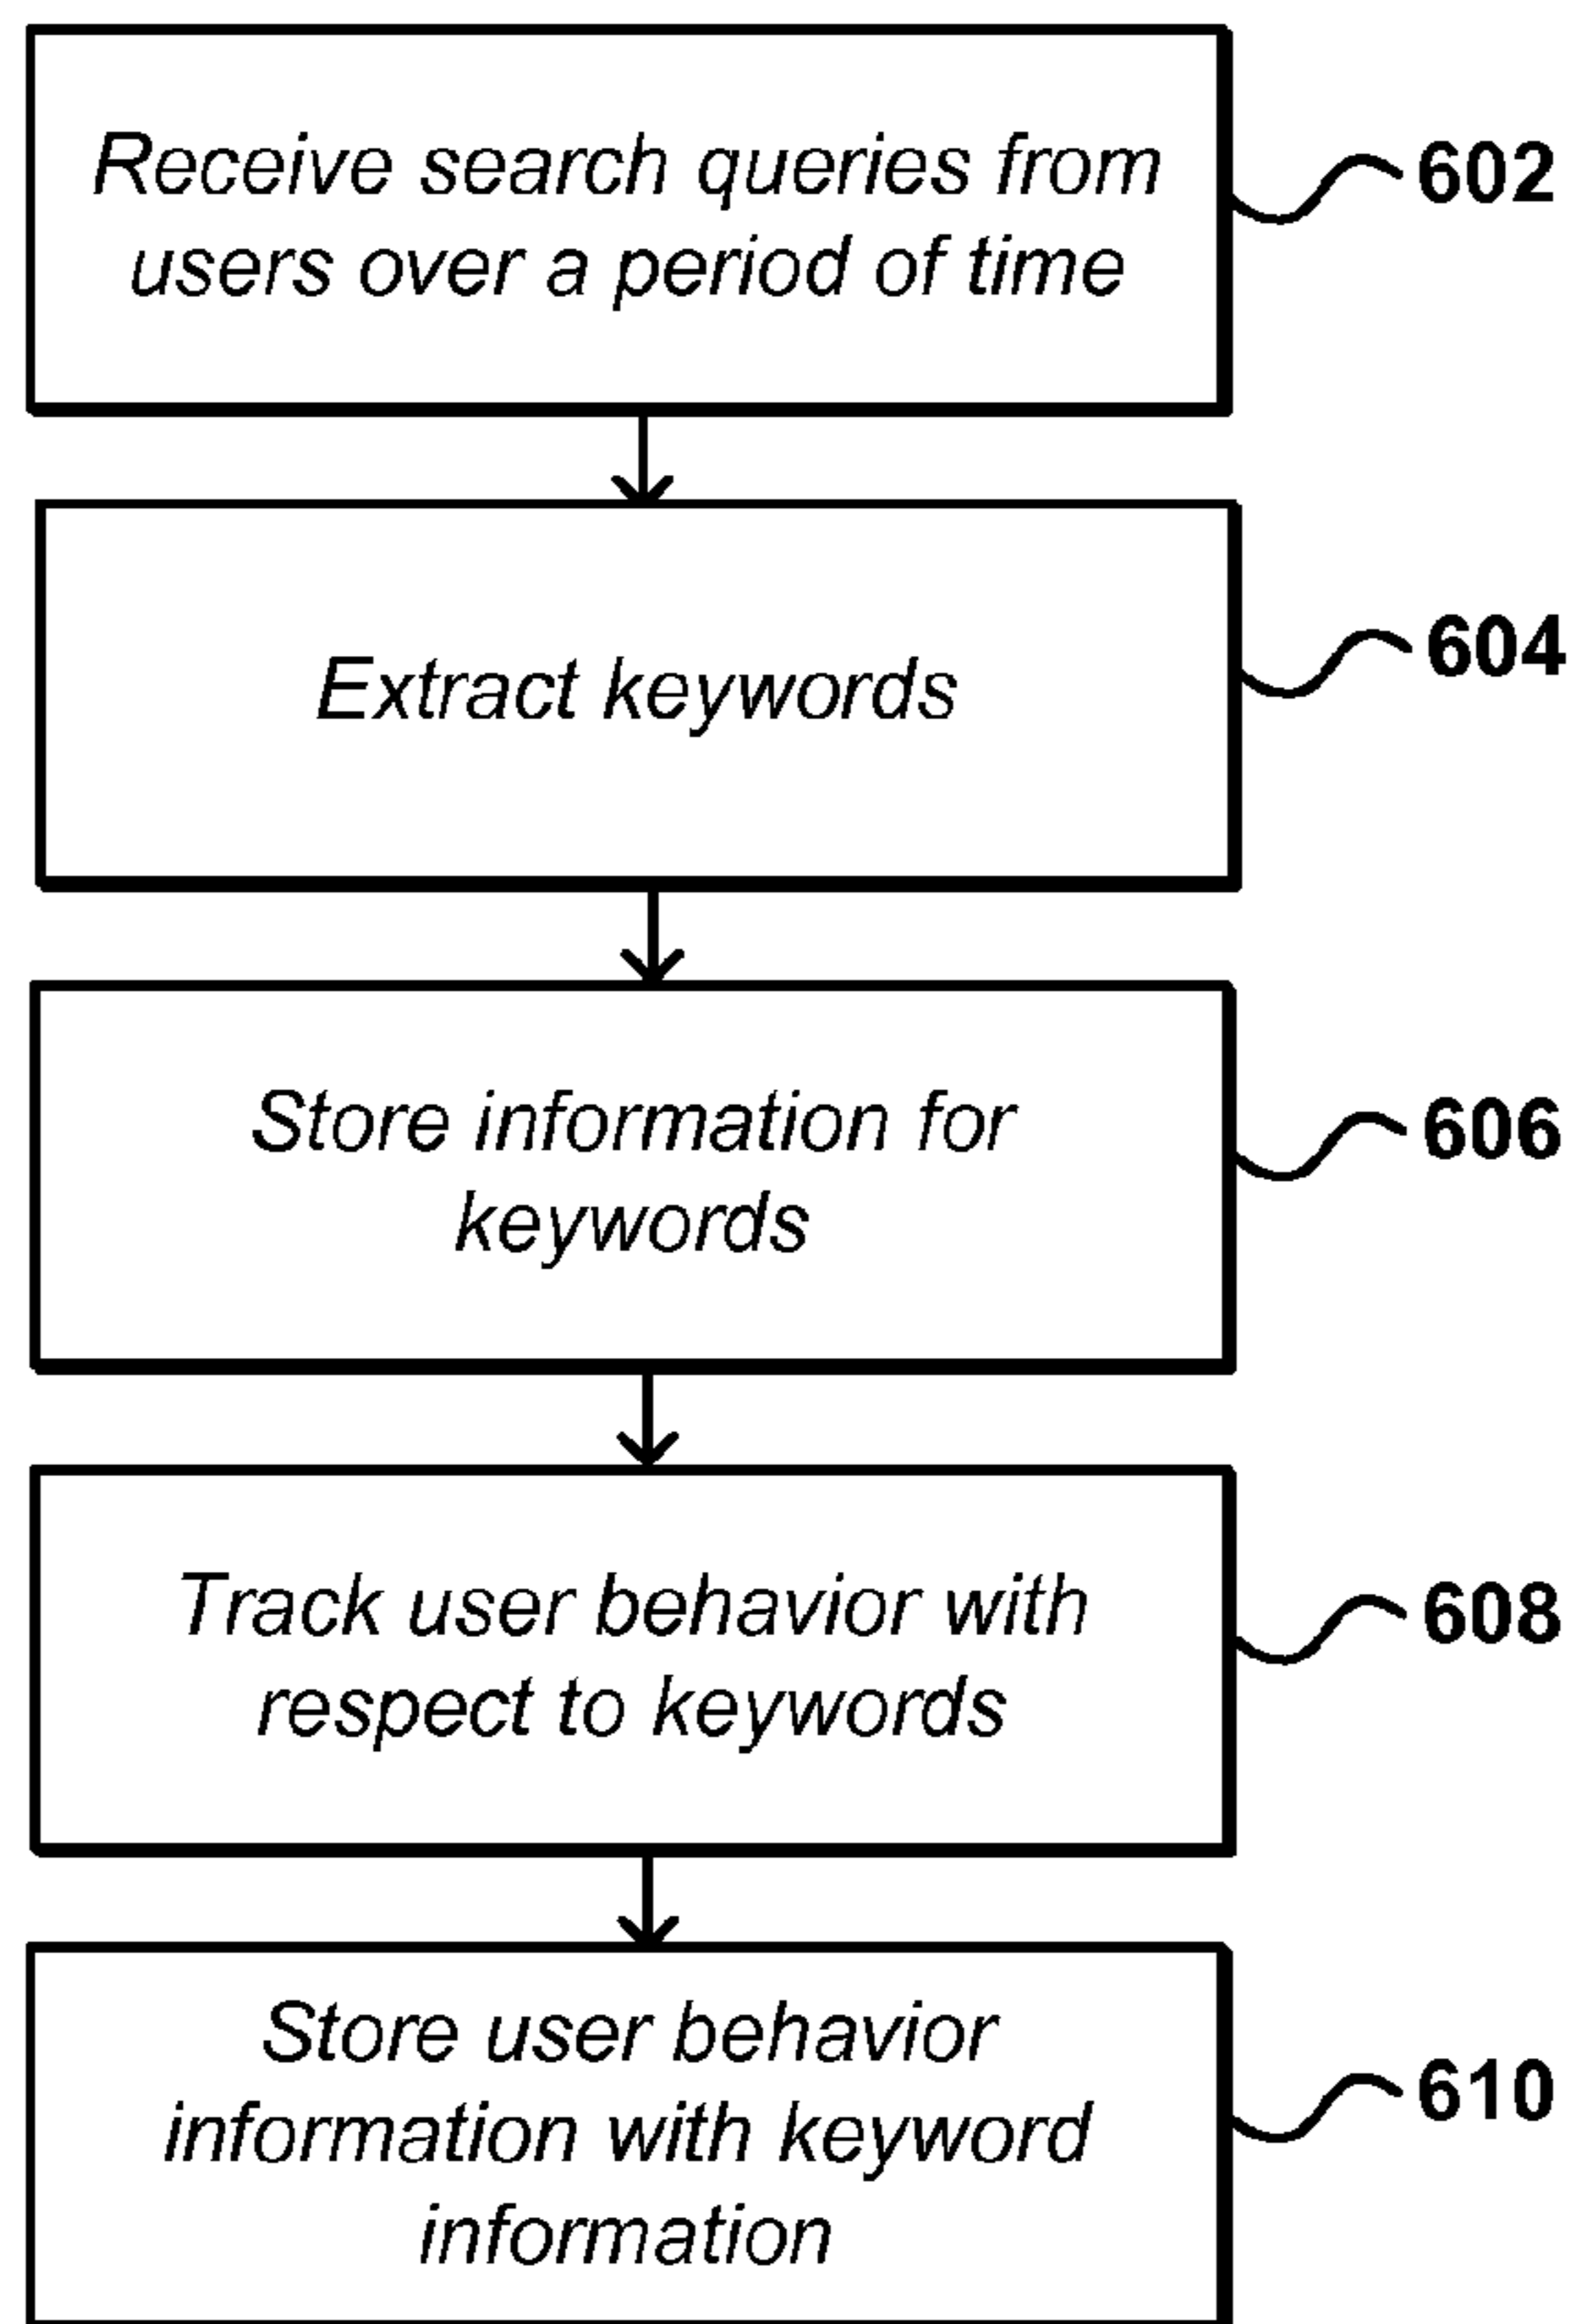 Receive search queries from
users over a period of time
602
Extract keywords
604
Store information for
keywords
606
Track user behavior with
respect to keywords
608
Store user behavior
information with keyword
information
610